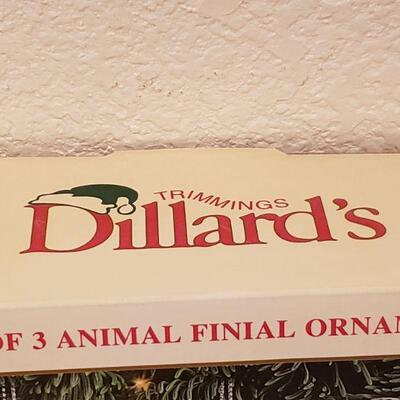 TRIMMINGS
Dillard's
OF 3 ANIMAL FINIAL ORNAM